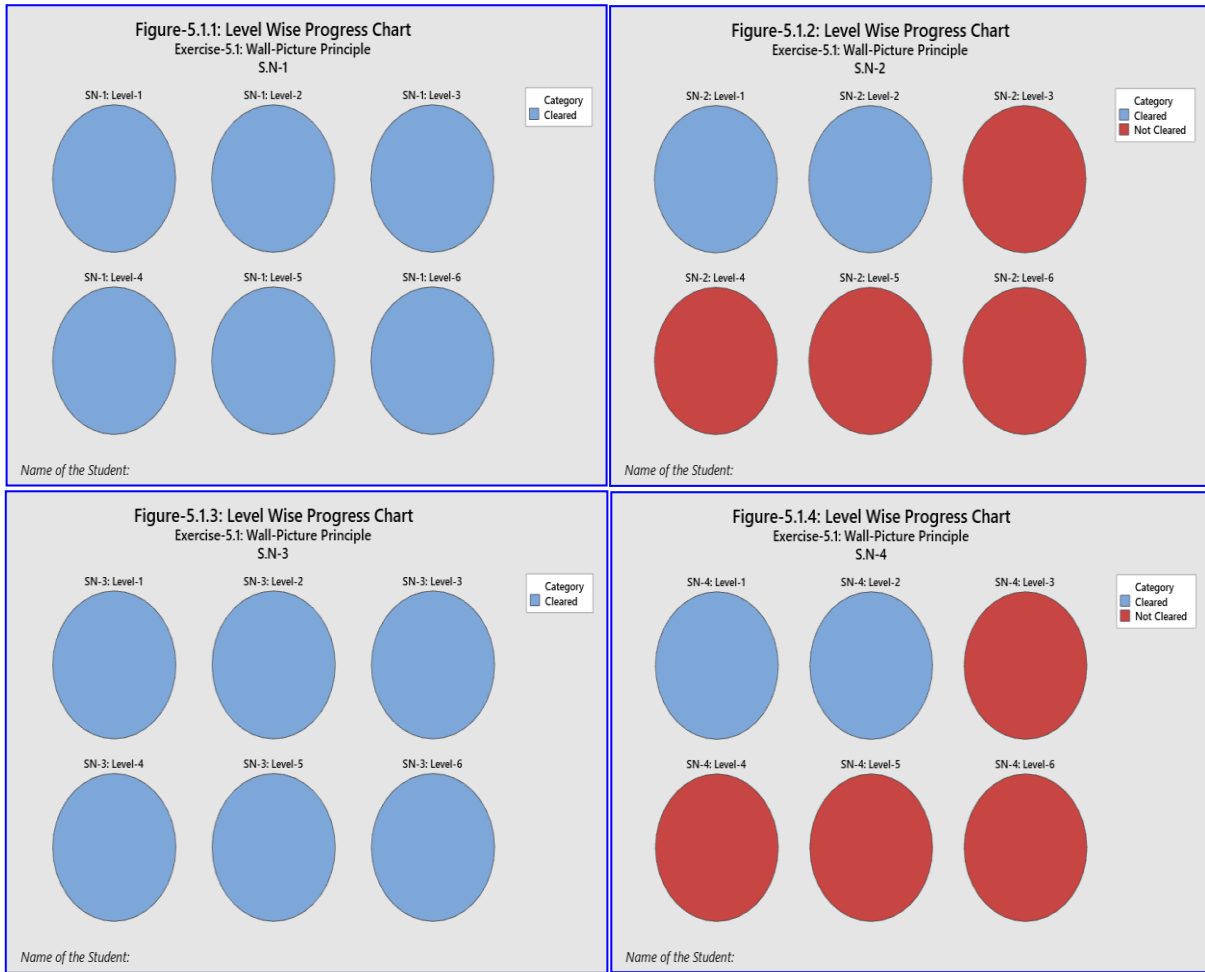 Figure-5.1.1: Level Wise Progress Chart
Exercise-5.1: Wall-Picture Principle
S.N-1
SN-1: Level-1
SN-1: Level-2
SN-1: Level-3
Category
Cleared
SN-1: Level-4
SN-1: Level-5
SN-1: Level-6
Name of the Student:
Figure-5.1.2: Level Wise Progress Chart
Exercise-5.1: Wall-Picture Principle
S.N-2
SN-2: Level-1
SN-2: Level-2
SN-2: Level-3
Category
Cleared
Not Cleared
SN-2: Level-4
SN-2: Level-5
SN-2: Level-6
Name of the Student:
Figure-5.1.3: Level Wise Progress Chart
Exercise-5.1: Wall-Picture Principle
S.N-3
SN-3: Level-1
SN-3: Level-2
SN-3: Level-3
Category
Cleared
SN-3: Level-4
SN-3: Level-5
SN-3: Level-6
Name of the Student:
Figure-5.1.4: Level Wise Progress Chart
Exercise-5.1: Wall-Picture Principle
S.N-4
SN-4: Level-1
SN-4: Level-2
SN-4: Level-3
Category
Cleared
Not Cleared
SN-4: Level-4
SN-4: Level-5
SN-4: Level-6
Name of the Student: